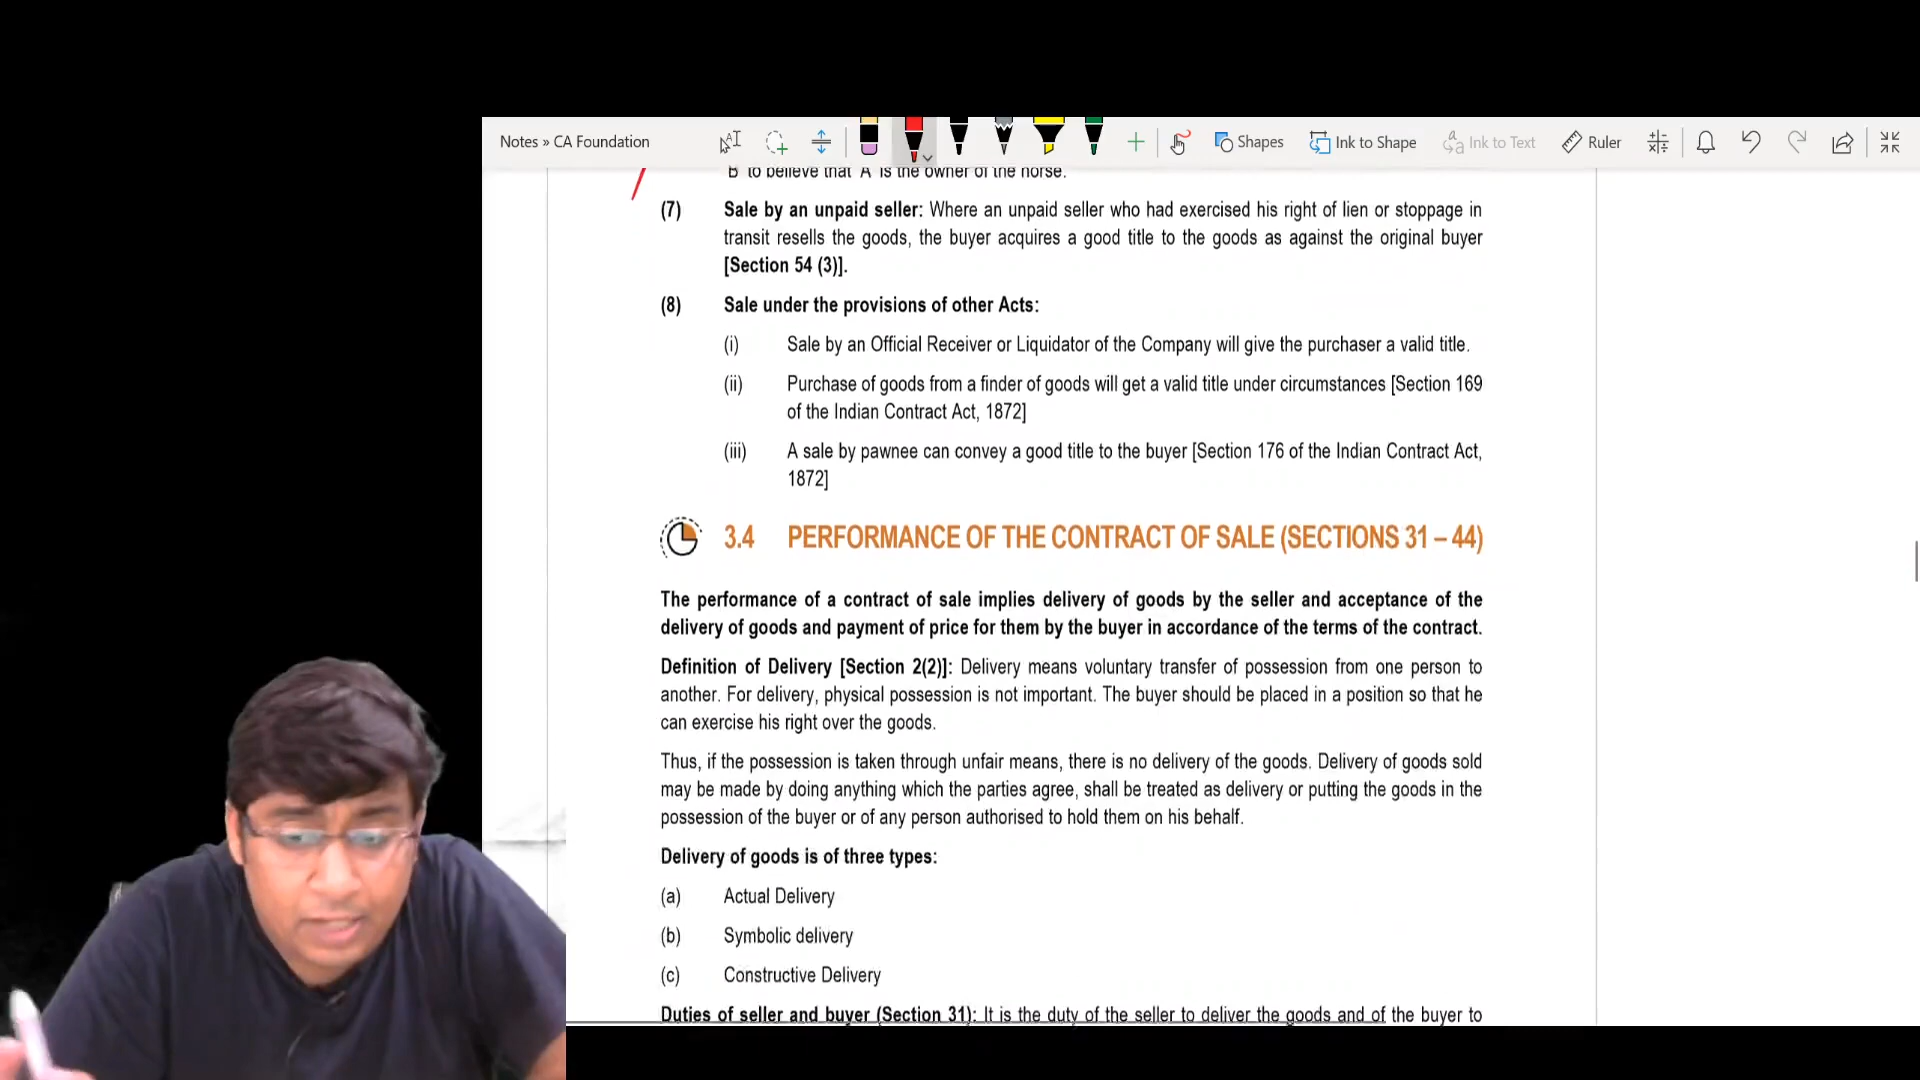 Notes » CA Foundation
Shapes
Ink to Shape
Ink to Text
Ruler
'B' to believe that 'A' is the owner of the horse.
(7) Sale by an unpaid seller: Where an unpaid seller who had exercised his right of lien or stoppage in
transit resells the goods, the buyer acquires a good title to the goods as against the original buyer
[Section 54 (3)].
(8) Sale under the provisions of other Acts:
(i) Sale by an Official Receiver or Liquidator of the Company will give the purchaser a valid title.
(ii) Purchase of goods from a finder of goods will get a valid title under circumstances [Section 169
of the Indian Contract Act, 1872]
(iii) A sale by pawnee can convey a good title to the buyer [Section 176 of the Indian Contract Act,
1872]
3.4 PERFORMANCE OF THE CONTRACT OF SALE (SECTIONS 31 – 44)
The performance of a contract of sale implies delivery of goods by the seller and acceptance of the
delivery of goods and payment of price for them by the buyer in accordance of the terms of the contract.
Definition of Delivery [Section 2(2)]: Delivery means voluntary transfer of possession from one person to
another. For delivery, physical possession is not important. The buyer should be placed in a position so that he
can exercise his right over the goods.
Thus, if the possession is taken through unfair means, there is no delivery of the goods. Delivery of goods sold
may be made by doing anything which the parties agree, shall be treated as delivery or putting the goods in the
possession of the buyer or of any person authorised to hold them on his behalf.
Delivery of goods is of three types:
(a) Actual Delivery
(b) Symbolic delivery
(c) Constructive Delivery
Duties of seller and buyer (Section 31): It is the duty of the seller to deliver the goods and of the buyer to